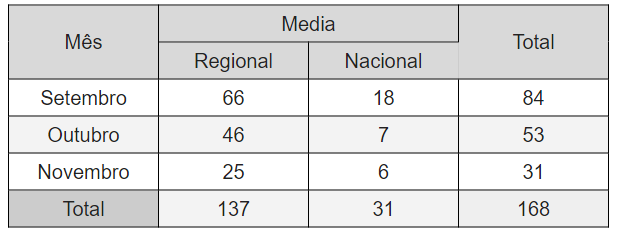 Mês Media Total
Regional Nacional
Setembro 66 18 84
Outubro 46 7 53
Novembro 25 6 31
Total 137 31 168